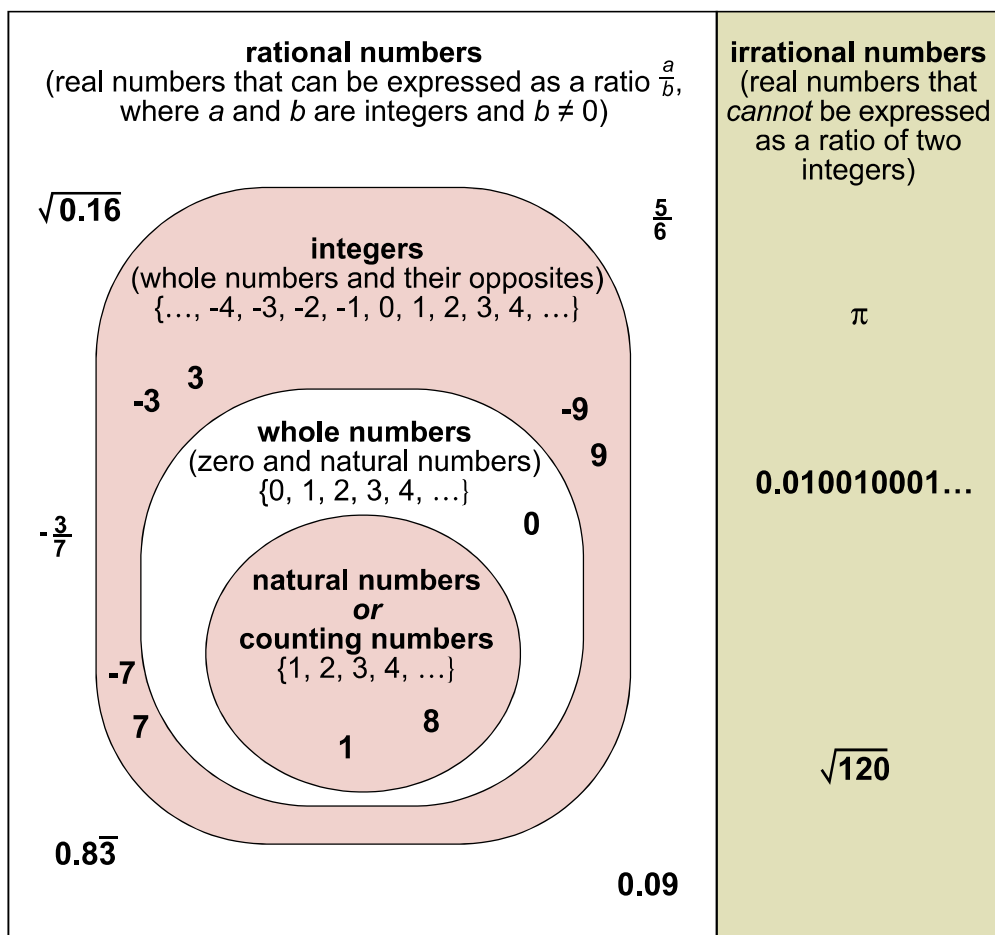 rational numbers
(real numbers that can be expressed as a ratio a/b,
where a and b are integers and b ≠ 0)
irrational numbers
(real numbers that
cannot be expressed
as a ratio of two
integers)
√0.16
5/6
integers
(whole numbers and their opposites)
{…, -4, -3, -2, -1, 0, 1, 2, 3, 4, …}
π
3
-3
-9
9
whole numbers
(zero and natural numbers)
{0, 1, 2, 3, 4, …}
0.010010001…
0
- 3/7
natural numbers
or
counting numbers
{1, 2, 3, 4, …}
-7
7
8
1
√120
0.83̅
0.09